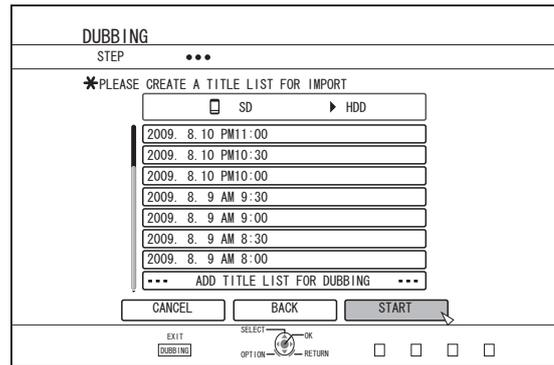 DUBBING
STEP •••
*PLEASE CREATE A TITLE LIST FOR IMPORT
SD ▶ HDD
2009. 8.10 PM11:00
2009. 8.10 PM10:30
2009. 8.10 PM10:00
2009. 8. 9 AM 9:30
2009. 8. 9 AM 9:00
2009. 8. 9 AM 8:30
2009. 8. 9 AM 8:00
--- ADD TITLE LIST FOR DUBBING ---
CANCEL BACK START
EXIT
DUBBING
SELECT OK
OPTION RETURN